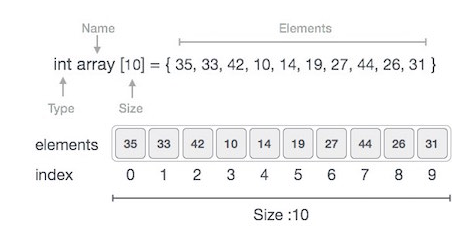 Name
Elements
int array [10] = { 35, 33, 42, 10, 14, 19, 27, 44, 26, 31 }
Type
Size
elements 35 33 42 10 14 19 27 44 26 31
index 0 1 2 3 4 5 6 7 8 9
Size :10